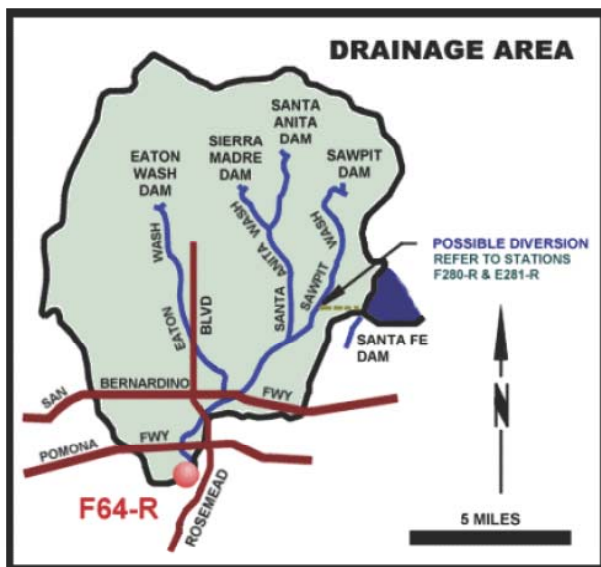 DRAINAGE AREA
SANTA
ANITA
DAM
SIERRA
MADRE
DAM
EATON
WASH
DAM
SAWPIT
DAM
WASH
ANITA WASH
WASH
POSSIBLE DIVERSION
REFER TO STATIONS
F280-R & E281-R
SANTA
SAWPIT
BLVD
EATON
SANTA FE
DAM
SAN
BERNARDINO
FWY
POMONA
FWY
N
F64-R
ROSEMEAD
5 MILES